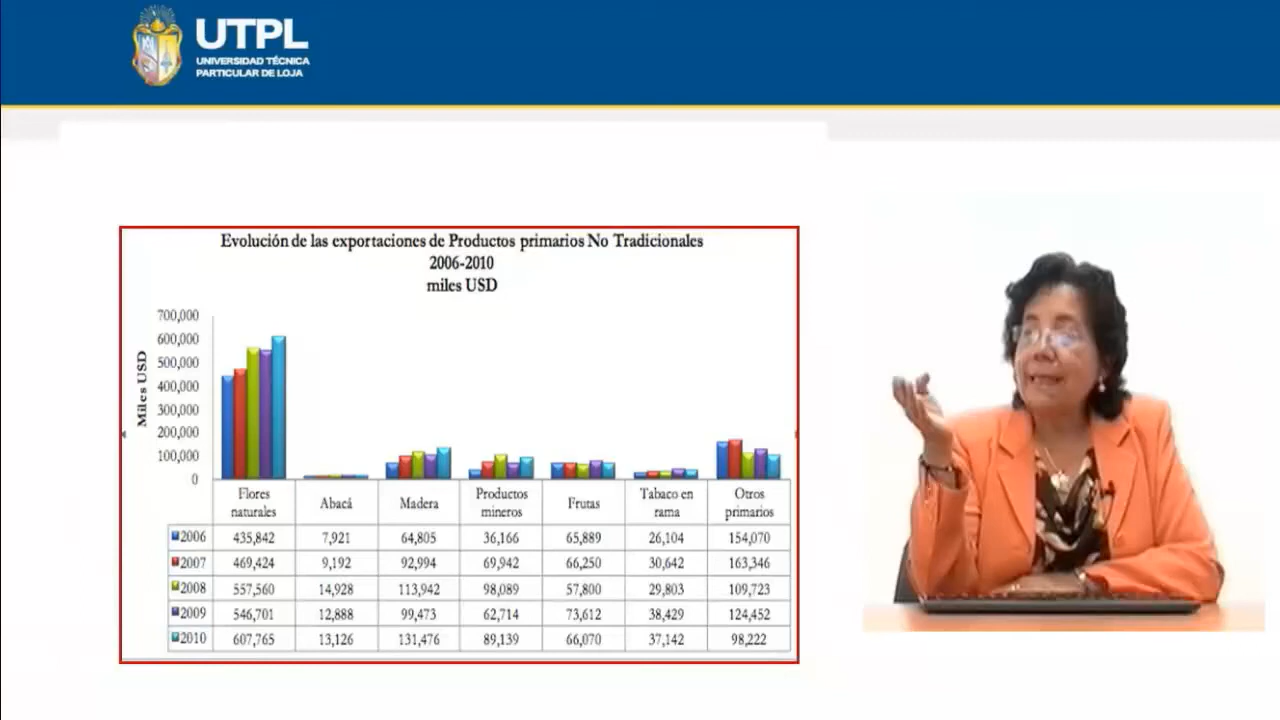 UTPL
UNIVERSIDAD TÉCNICA
PARTICULAR DE LOJA
Evolución de las exportaciones de Productos primarios No Tradicionales
2006-2010
miles USD
Miles USD
700,000
600,000
500,000
400,000
300,000
200,000
100,000
0
Flores naturales Abacá Madera Productos mineros Frutas Tabaco en rama Otros primarios
2006 435,842 7,921 64,805 36,166 65,889 26,104 154,070
2007 469,424 9,192 92,994 69,942 66,250 30,642 163,346
2008 557,560 14,928 113,942 98,089 57,800 29,803 109,723
2009 546,701 12,888 99,473 62,714 73,612 38,429 124,452
2010 607,765 13,126 131,476 89,139 66,070 37,142 98,222